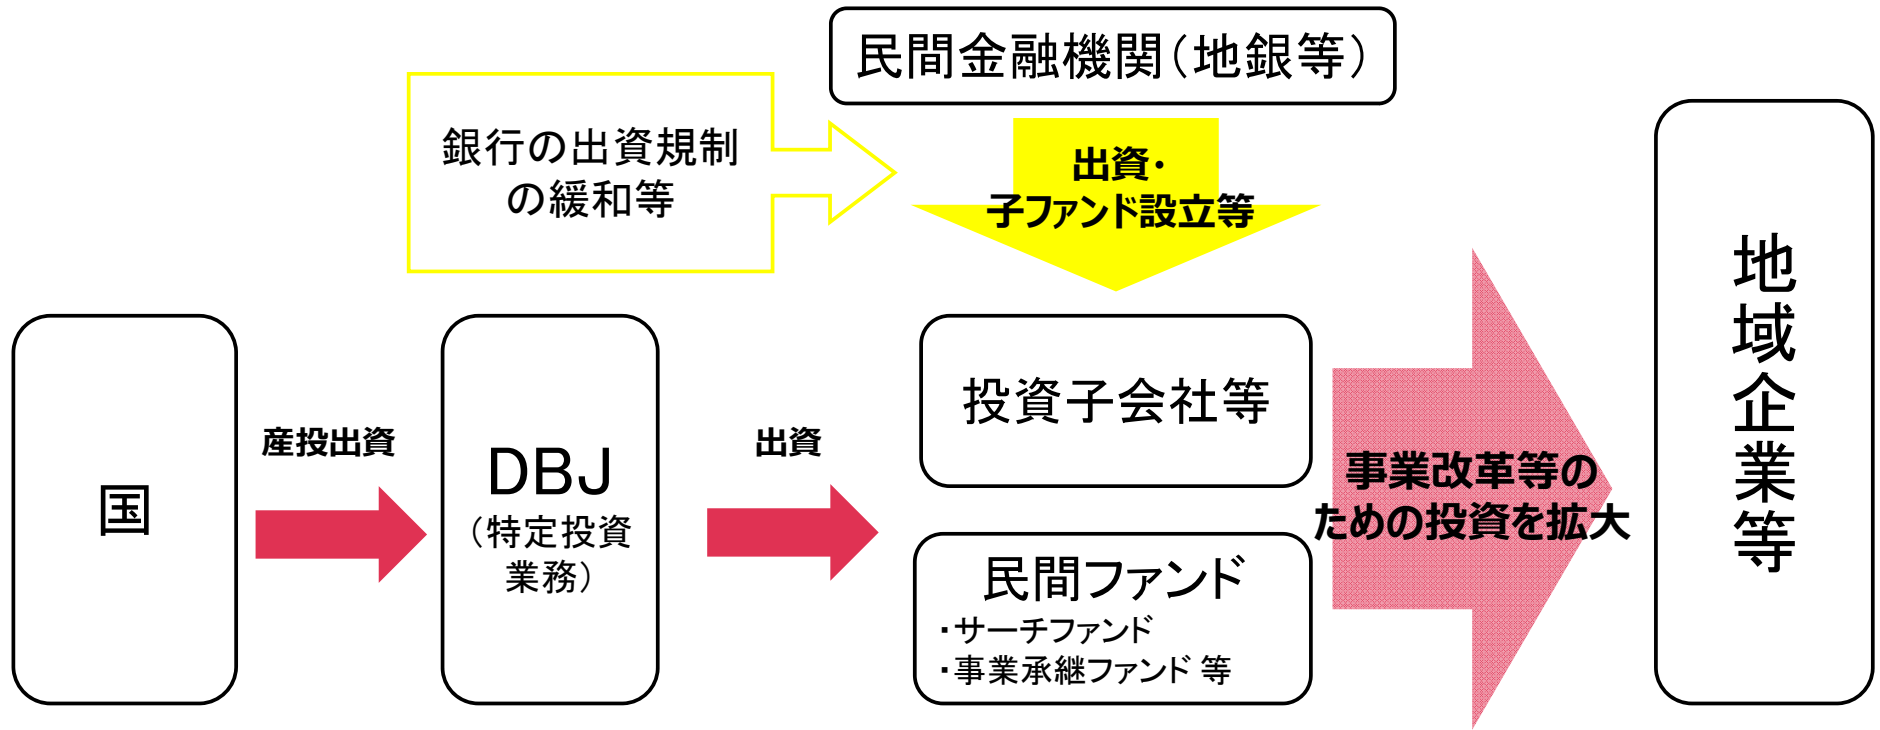 民間金融機関（地銀等）
銀行の出資規制
の緩和等
出資・
子ファンド設立等
国
産投出資
DBJ
（特定投資
業務）
出資
投資子会社等
民間ファンド
・サーチファンド
・事業承継ファンド 等
事業改革等の
ための投資を拡大
地域企業等